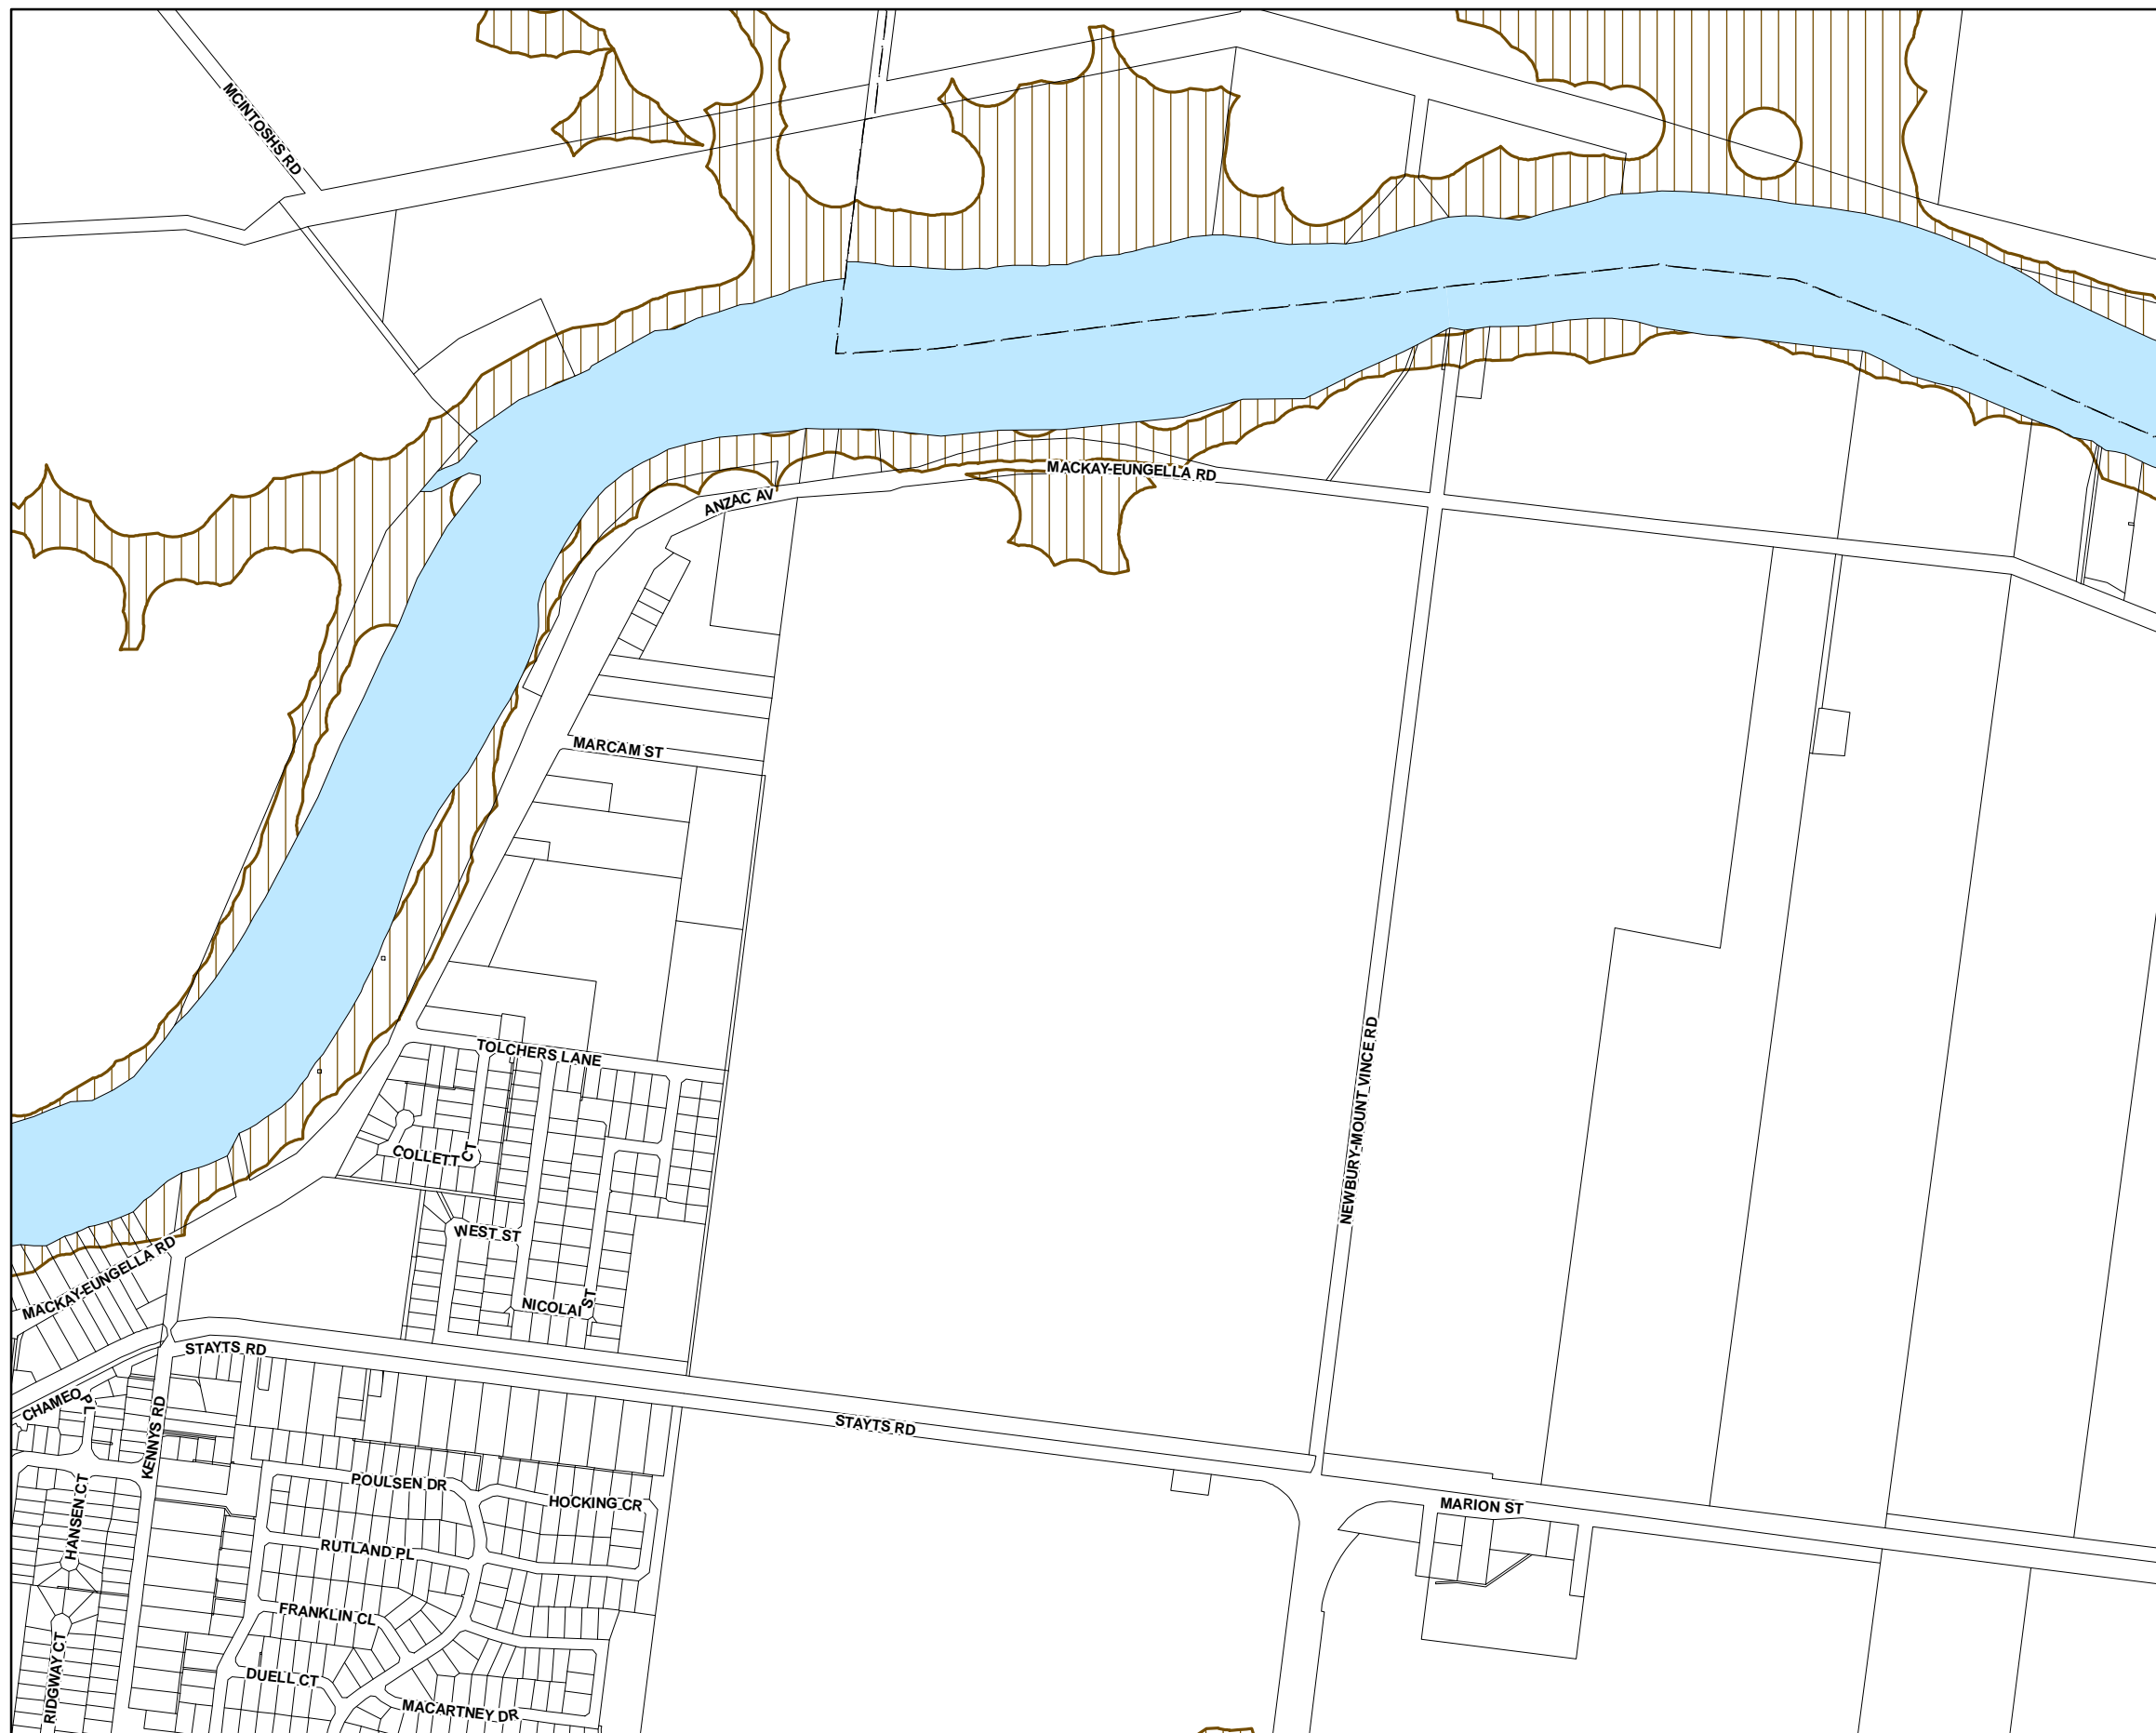 MCINTOSHS RD
MACKAY-EUNGELLA RD
ANZAC AV
MARCAM ST
NEWBURY-MOUNT VINCE RD
TOLCHERS LANE
COLLETT CT
WEST ST
MACKAY-EUNGELLA RD
NICOLAI ST
STAYTS RD
CHAMEO PL
KENNYS RD
STAYTS RD
POULSEN DR
HOCKING CR
MARION ST
HANSEN CT
RUTLAND PL
FRANKLIN CL
RIDGWAY CT
DUELL CT
MACARTNEY DR